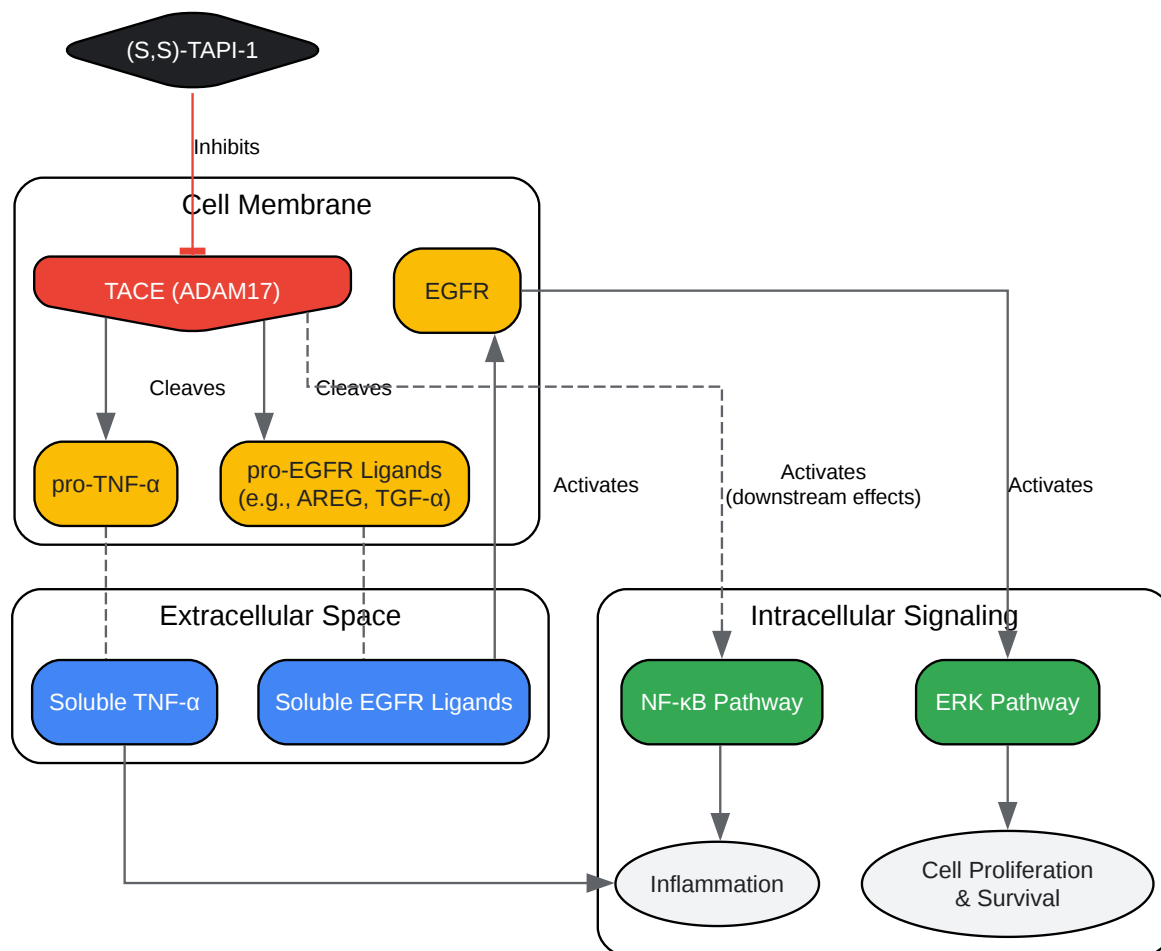 (S,S)-TAPI-1
Inhibits
Cell Membrane
TACE (ADAM17)
EGFR
Cleaves
Cleaves
pro-TNF-α
pro-EGFR Ligands
(e.g., AREG, TGF-α)
Activates
Activates
(downstream effects)
Activates
Extracellular Space
Intracellular Signaling
Soluble TNF-α
Soluble EGFR Ligands
NF-κB Pathway
ERK Pathway
Inflammation
Cell Proliferation
& Survival